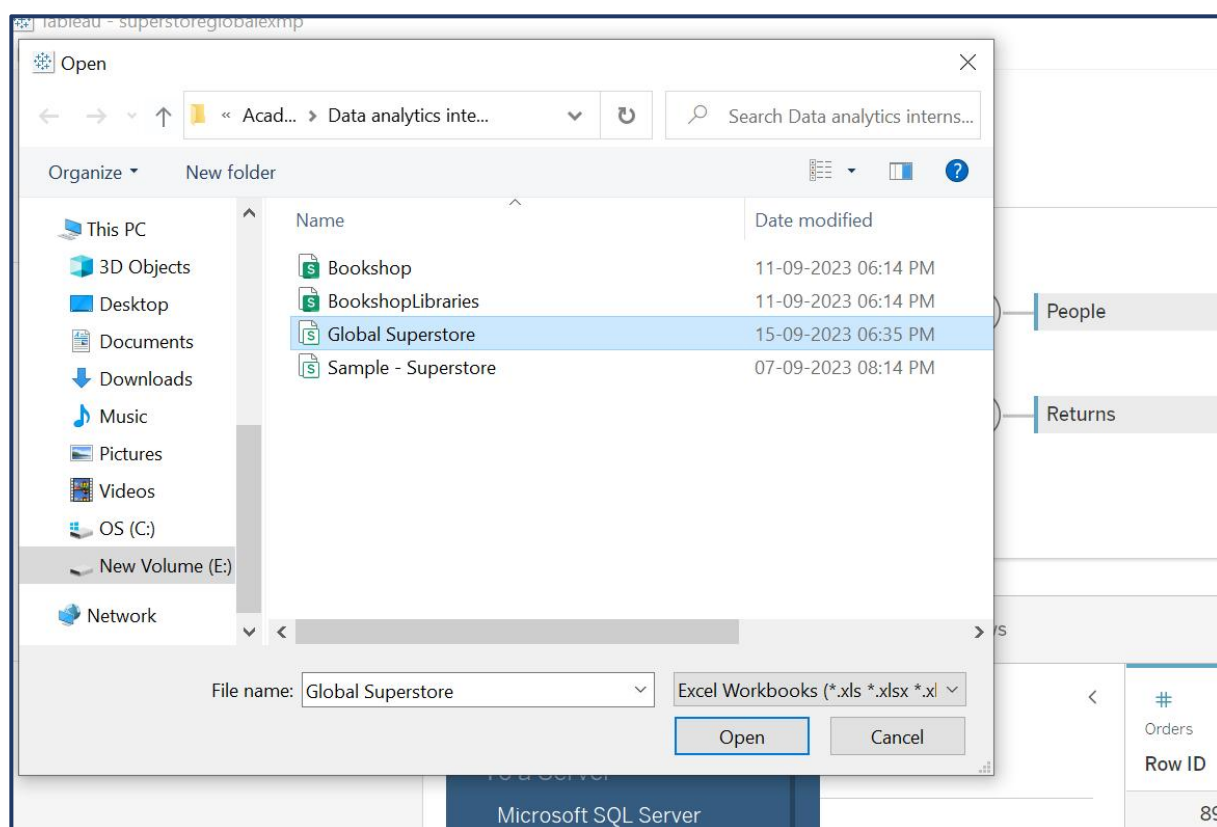 Tableau - superstoreglobalexmp
Open
« Acad... › Data analytics inte...
Search Data analytics interns...
Organize
New folder
?
Name
Date modified
This PC
3D Objects
Desktop
Documents
Downloads
Music
Pictures
Videos
OS (C:)
New Volume (E:)
Network
S Bookshop 11-09-2023 06:14 PM
S BookshopLibraries 11-09-2023 06:14 PM
S Global Superstore 15-09-2023 06:35 PM
S Sample - Superstore 07-09-2023 08:14 PM
File name: Global Superstore
Excel Workbooks (*.xls *.xlsx *.xl
Open
Cancel
People
Returns
To a Server
Microsoft SQL Server
#
Orders
Row ID
89